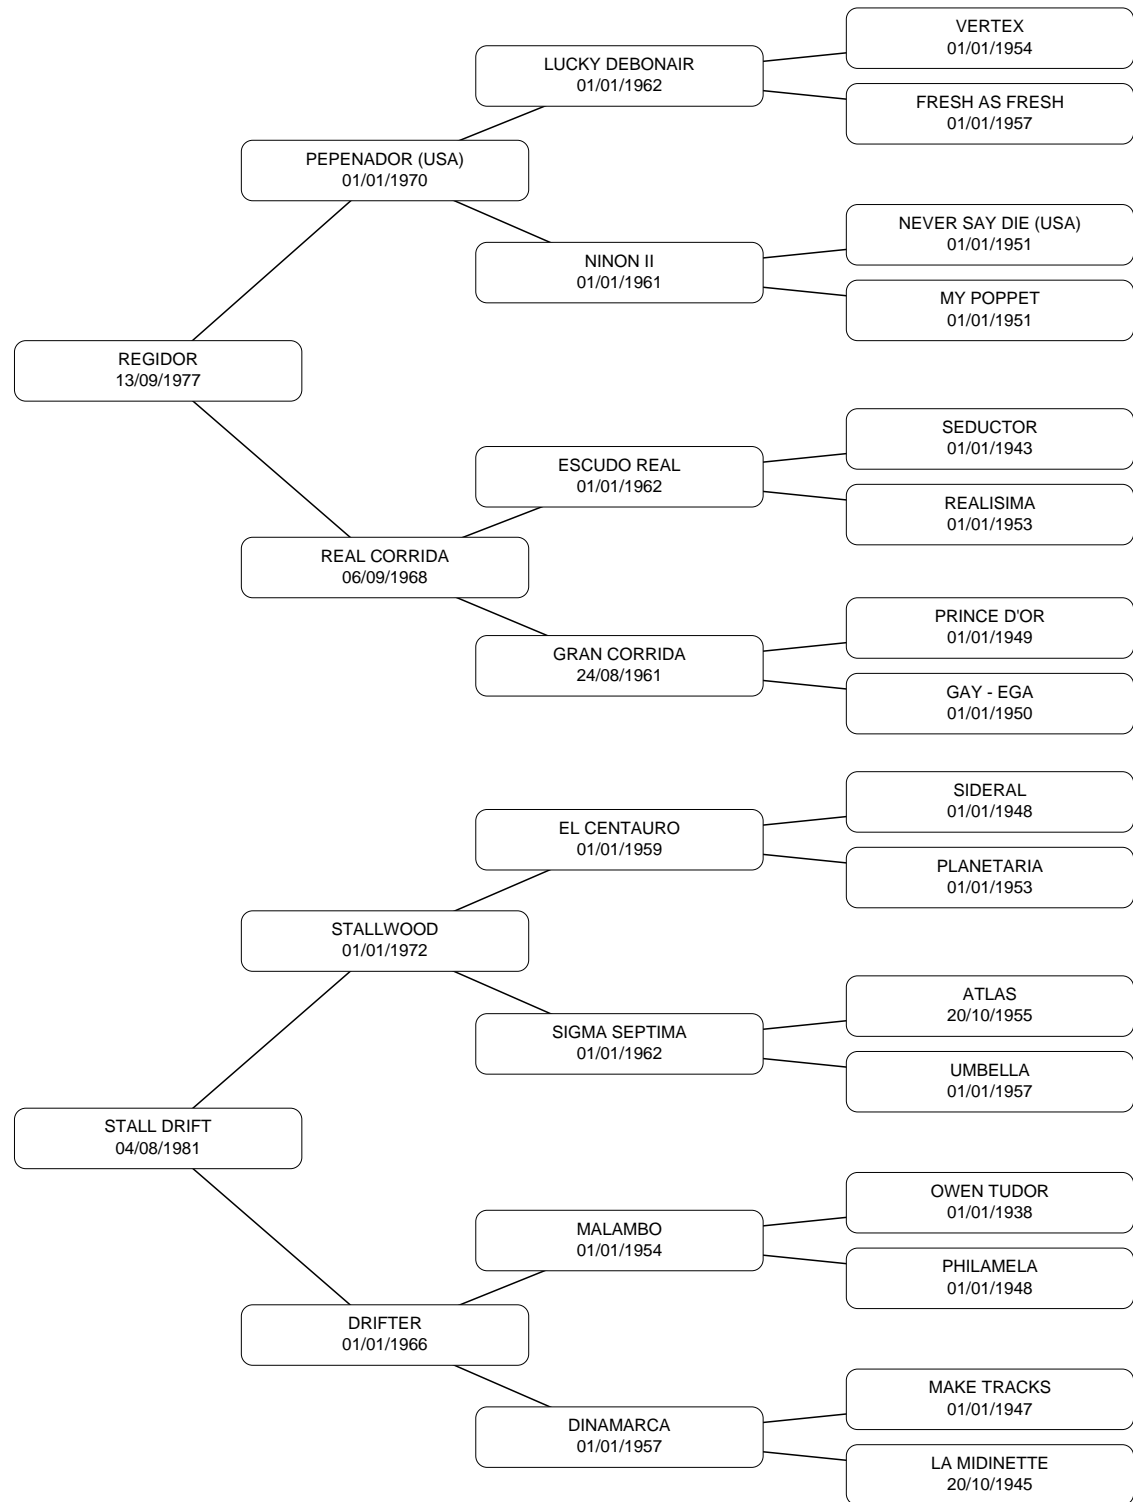 VERTEX
01/01/1954
LUCKY DEBONAIR
01/01/1962
FRESH AS FRESH
01/01/1957
PEPENADOR (USA)
01/01/1970
NEVER SAY DIE (USA)
01/01/1951
NINON II
01/01/1961
MY POPPET
01/01/1951
REGIDOR
13/09/1977
SEDUCTOR
01/01/1943
ESCUDO REAL
01/01/1962
REALISIMA
01/01/1953
REAL CORRIDA
06/09/1968
PRINCE D'OR
01/01/1949
GRAN CORRIDA
24/08/1961
GAY - EGA
01/01/1950
SIDERAL
01/01/1948
EL CENTAURO
01/01/1959
PLANETARIA
01/01/1953
STALLWOOD
01/01/1972
ATLAS
20/10/1955
SIGMA SEPTIMA
01/01/1962
UMBELLA
01/01/1957
STALL DRIFT
04/08/1981
OWEN TUDOR
01/01/1938
MALAMBO
01/01/1954
PHILAMELA
01/01/1948
DRIFTER
01/01/1966
MAKE TRACKS
01/01/1947
DINAMARCA
01/01/1957
LA MIDINETTE
20/10/1945